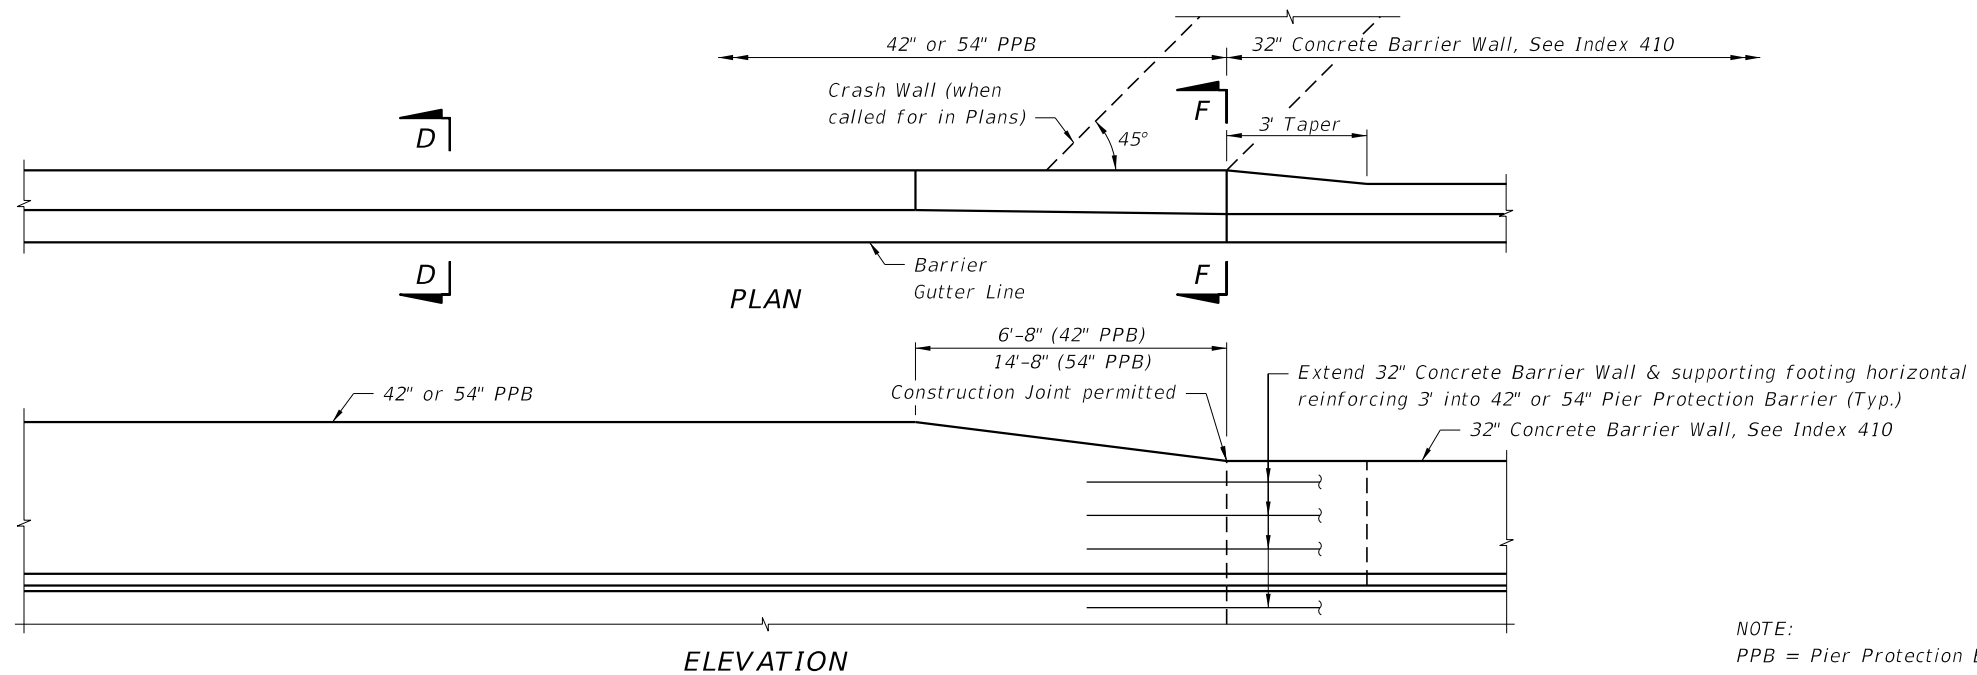 42" or 54" PPB
32" Concrete Barrier Wall, See Index 410
Crash Wall (when
called for in Plans)
45°
3' Taper
D
F
D
F
Barrier
Gutter Line
PLAN
6'-8" (42" PPB)
14'-8" (54" PPB)
Construction Joint permitted
42" or 54" PPB
Extend 32" Concrete Barrier Wall & supporting footing horizontal
reinforcing 3' into 42" or 54" Pier Protection Barrier (Typ.)
32" Concrete Barrier Wall, See Index 410
ELEVATION
NOTE:
PPB = Pier Protection